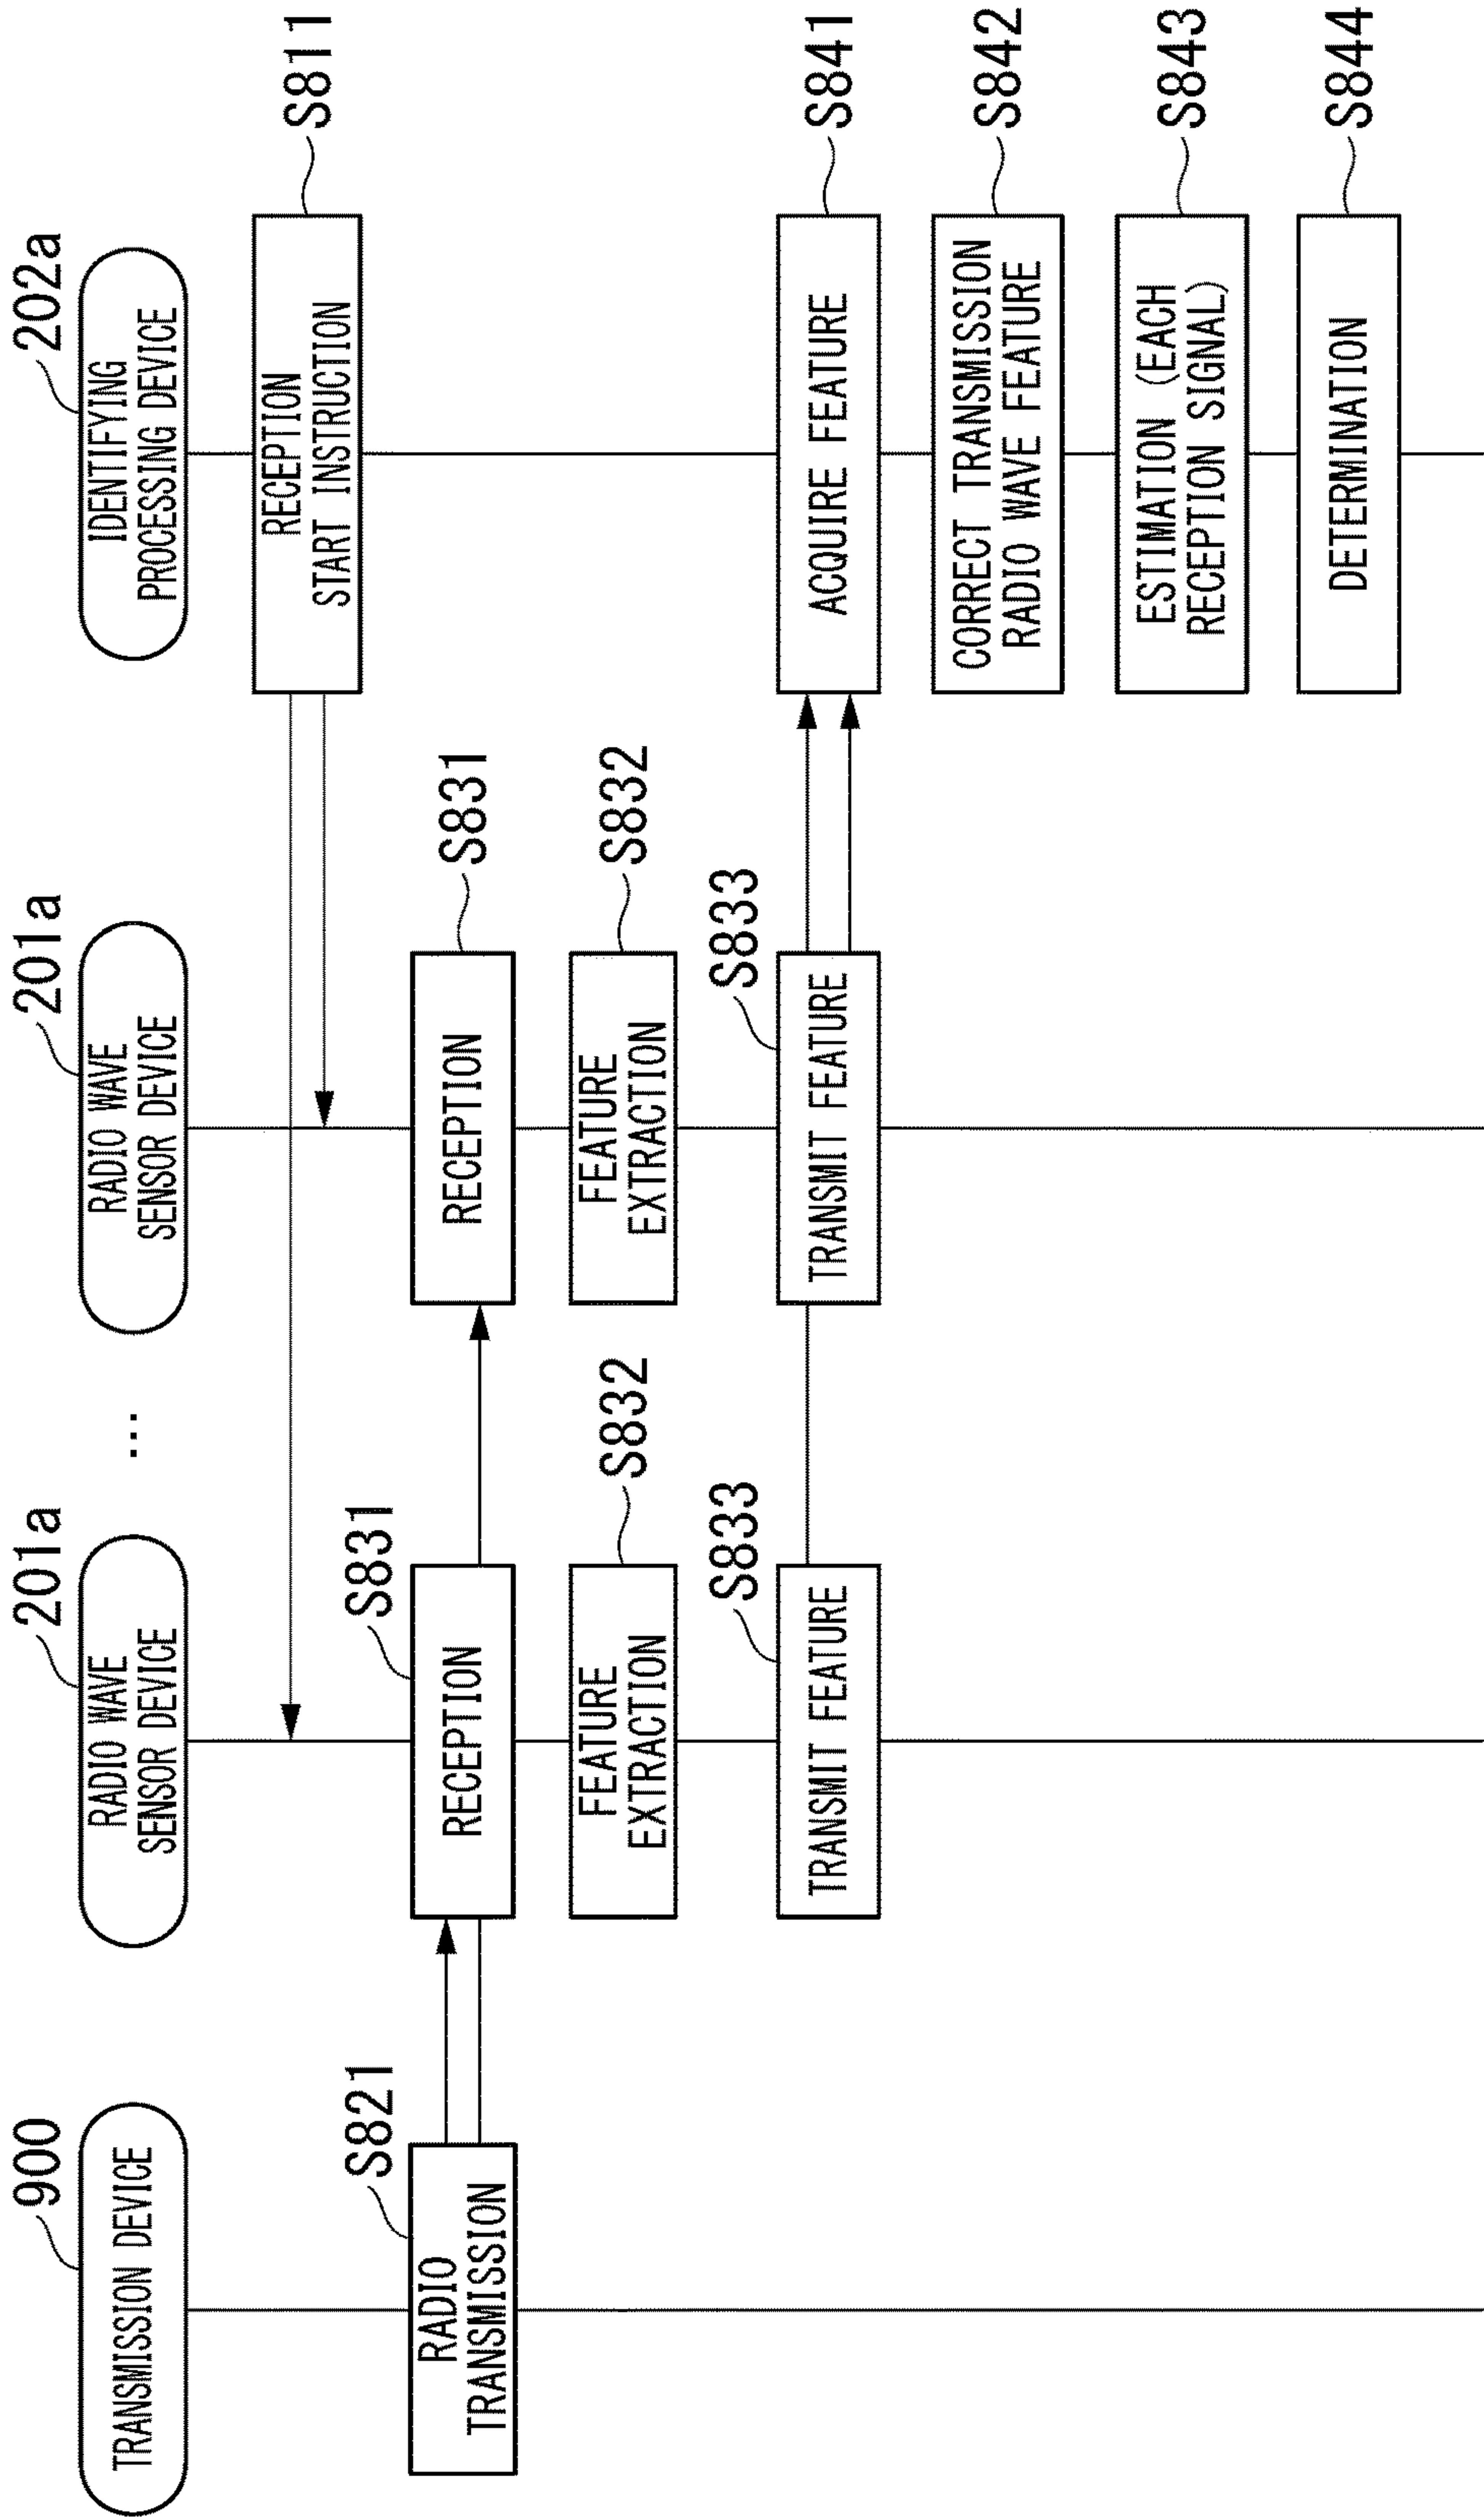 900
TRANSMISSION DEVICE
201a
RADIO WAVE
SENSOR DEVICE
...
201a
RADIO WAVE
SENSOR DEVICE
202a
IDENTIFYING
PROCESSING DEVICE
RECEPTION
START INSTRUCTION
S811
S821
RADIO
TRANSMISSION
S831
RECEPTION
S831
RECEPTION
S832
FEATURE
EXTRACTION
S832
FEATURE
EXTRACTION
S833
TRANSMIT FEATURE
S833
TRANSMIT FEATURE
ACQUIRE FEATURE
S841
CORRECT TRANSMISSION
RADIO WAVE FEATURE
S842
ESTIMATION (EACH
RECEPTION SIGNAL)
S843
DETERMINATION
S844